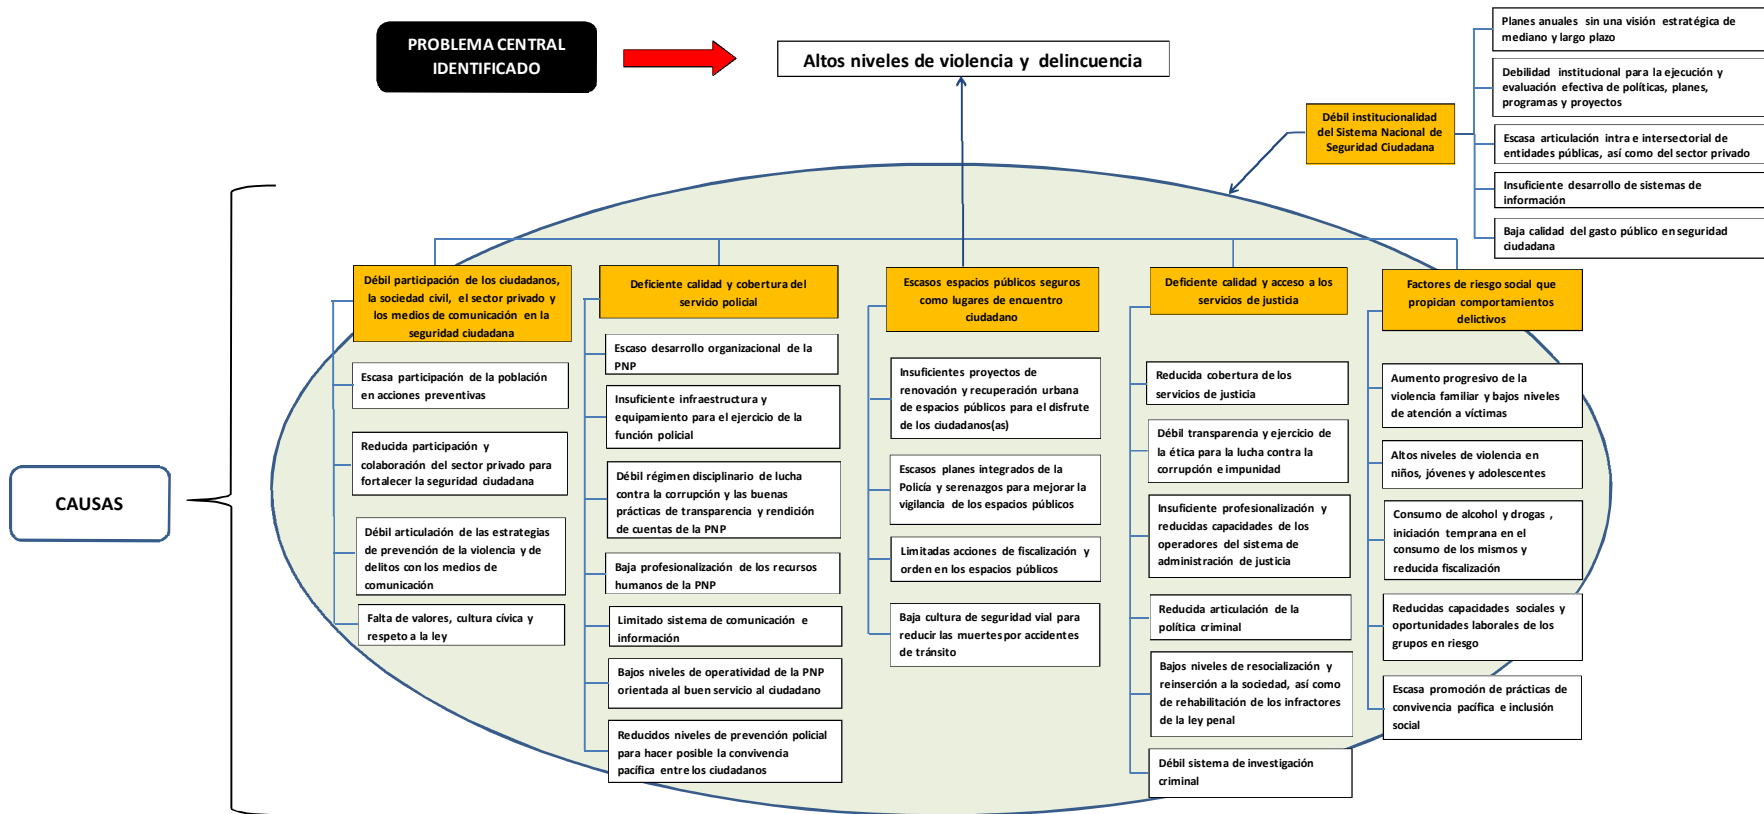 PROBLEMA CENTRAL
IDENTIFICADO
Altos niveles de violencia y delincuencia
Planes anuales sin una visión estratégica de
mediano y largo plazo
Debilidad institucional para la ejecución y
evaluación efectiva de políticas, planes,
programas y proyectos
Débil institucionalidad
del Sistema Nacional de
Seguridad Ciudadana
Escasa articulación intra e intersectorial de
entidades públicas, así como del sector privado
Insuficiente desarrollo de sistemas de
información
Baja calidad del gasto público en seguridad
ciudadana
CAUSAS
Débil participación de los ciudadanos,
la sociedad civil, el sector privado y
los medios de comunicación en la
seguridad ciudadana
Escasa participación de la población
en acciones preventivas
Reducida participación y
colaboración del sector privado para
fortalecer la seguridad ciudadana
Débil articulación de las estrategias
de prevención de la violencia y de
delitos con los medios de
comunicación
Falta de valores, cultura cívica y
respeto a la ley
Deficiente calidad y cobertura del
servicio policial
Escaso desarrollo organizacional de la
PNP
Insuficiente infraestructura y
equipamiento para el ejercicio de la
función policial
Débil régimen disciplinario de lucha
contra la corrupción y las buenas
prácticas de transparencia y rendición
de cuentas de la PNP
Baja profesionalización de los recursos
humanos de la PNP
Limitado sistema de comunicación e
información
Bajos niveles de operatividad de la PNP
orientada al buen servicio al ciudadano
Reducidos niveles de prevención policial
para hacer posible la convivencia
pacífica entre los ciudadanos
Escasos espacios públicos seguros
como lugares de encuentro
ciudadano
Insuficientes proyectos de
renovación y recuperación urbana
de espacios públicos para el disfrute
de los ciudadanos(as)
Escasos planes integrados de la
Policía y serenazgos para mejorar la
vigilancia de los espacios públicos
Limitadas acciones de fiscalización y
orden en los espacios públicos
Baja cultura de seguridad vial para
reducir las muertes por accidentes
de tránsito
Deficiente calidad y acceso a los
servicios de justicia
Reducida cobertura de los
servicios de justicia
Débil transparencia y ejercicio de
la ética para la lucha contra la
corrupción e impunidad
Insuficiente profesionalización y
reducidas capacidades de los
operadores del sistema de
administración de justicia
Reducida articulación de la
política criminal
Bajos niveles de resocialización y
reinserción a la sociedad, así como
de rehabilitación de los infractores
de la ley penal
Débil sistema de investigación
criminal
Factores de riesgo social que
propician comportamientos
delictivos
Aumento progresivo de la
violencia familiar y bajos niveles
de atención a víctimas
Altos niveles de violencia en
niños, jóvenes y adolescentes
Consumo de alcohol y drogas ,
iniciación temprana en el
consumo de los mismos y
reducida fiscalización
Reducidas capacidades sociales y
oportunidades laborales de los
grupos en riesgo
Escasa promoción de prácticas de
convivencia pacífica e inclusión
social